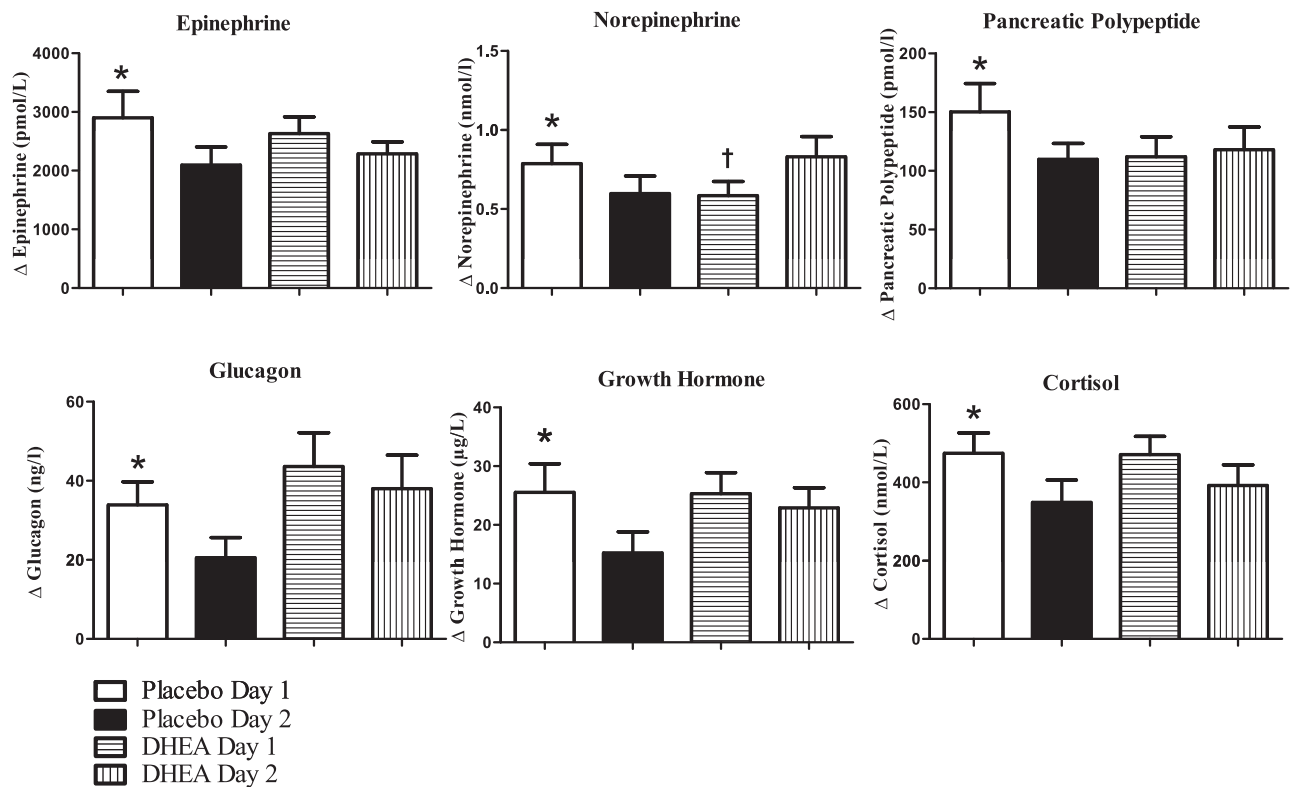 Epinephrine
Δ Epinephrine (pmol/L)
4000
3000
2000
1000
0
*
Norepinephrine
Δ Norepinephrine (nmol/l)
1.5
1.0
0.5
0.0
*
†
Pancreatic Polypeptide
Δ Pancreatic Polypeptide (pmol/l)
200
150
100
50
0
*
Glucagon
Δ Glucagon (ng/l)
60
40
20
0
*
Growth Hormone
Δ Growth Hormone (µg/L)
40
30
20
10
0
*
Cortisol
Δ Cortisol (nmol/L)
600
400
200
0
*
Placebo Day 1
Placebo Day 2
DHEA Day 1
DHEA Day 2